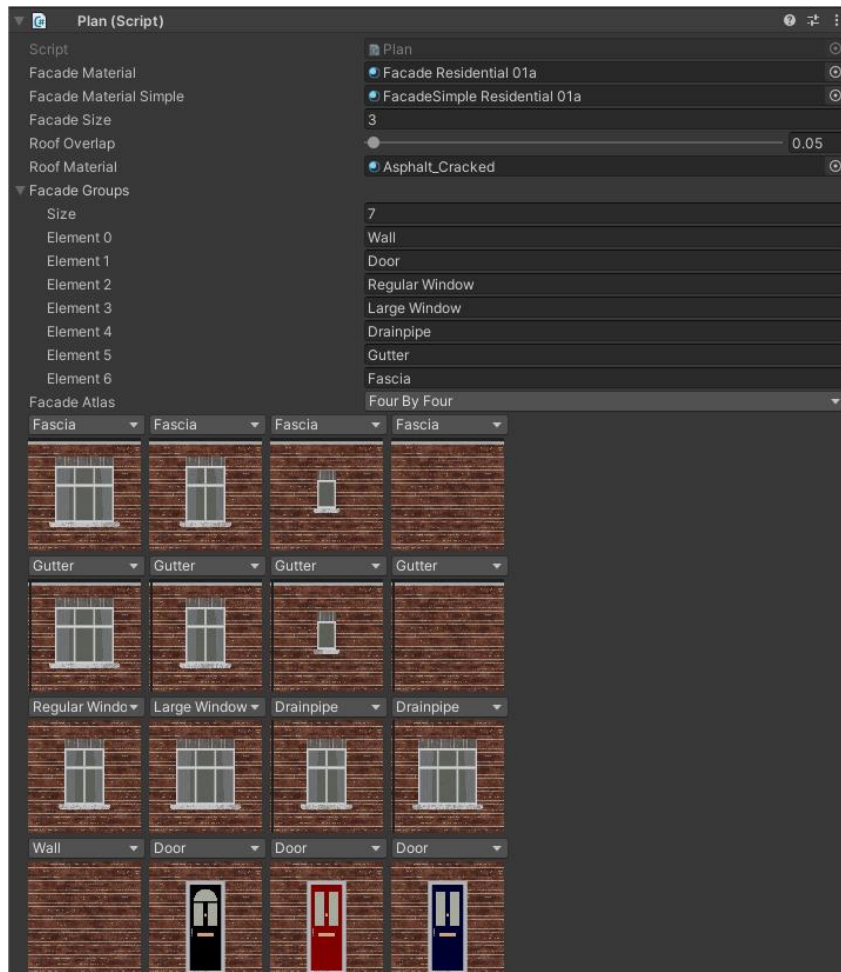 Plan (Script)
Script Plan
Facade Material Facade Residential 01a
Facade Material Simple FacadeSimple Residential 01a
Facade Size 3
Roof Overlap 0.05
Roof Material Asphalt_Cracked
Facade Groups
Size 7
Element 0 Wall
Element 1 Door
Element 2 Regular Window
Element 3 Large Window
Element 4 Drainpipe
Element 5 Gutter
Element 6 Fascia
Facade Atlas Four By Four
Fascia Fascia Fascia Fascia
Gutter Gutter Gutter Gutter
Regular Windo Large Window Drainpipe Drainpipe
Wall Door Door Door